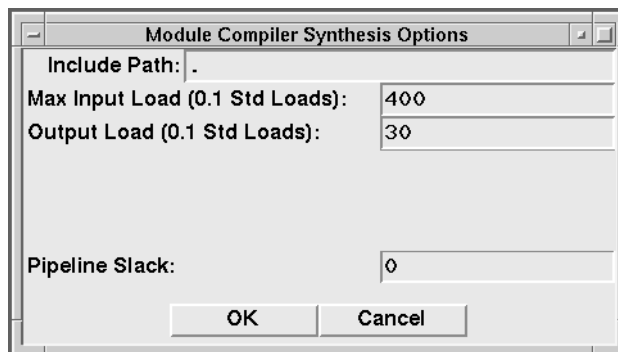 Module Compiler Synthesis Options
Include Path: .
Max Input Load (0.1 Std Loads): 400
Output Load (0.1 Std Loads): 30
Pipeline Slack: 0
OK Cancel